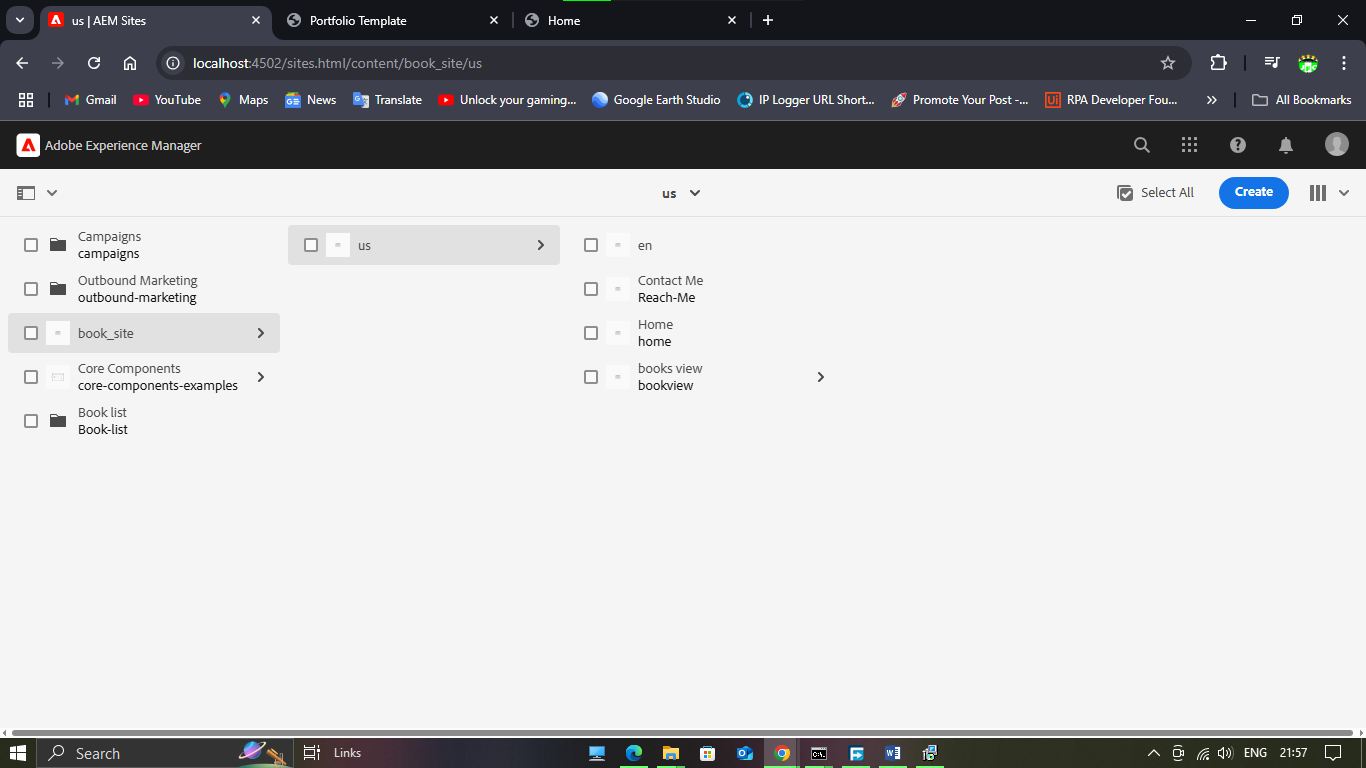 us | AEM Sites
Portfolio Template
Home
localhost:4502/sites.html/content/book_site/us
Gmail
YouTube
Maps
News
Translate
Unlock your gaming...
Google Earth Studio
IP Logger URL Short...
Promote Your Post -...
RPA Developer Fou...
All Bookmarks
Adobe Experience Manager
us
Select All
Create
Campaigns
campaigns
Outbound Marketing
outbound-marketing
book_site
Core Components
core-components-examples
Book list
Book-list
us
en
Contact Me
Reach-Me
Home
home
books view
bookview
Search
Links
ENG
21:57